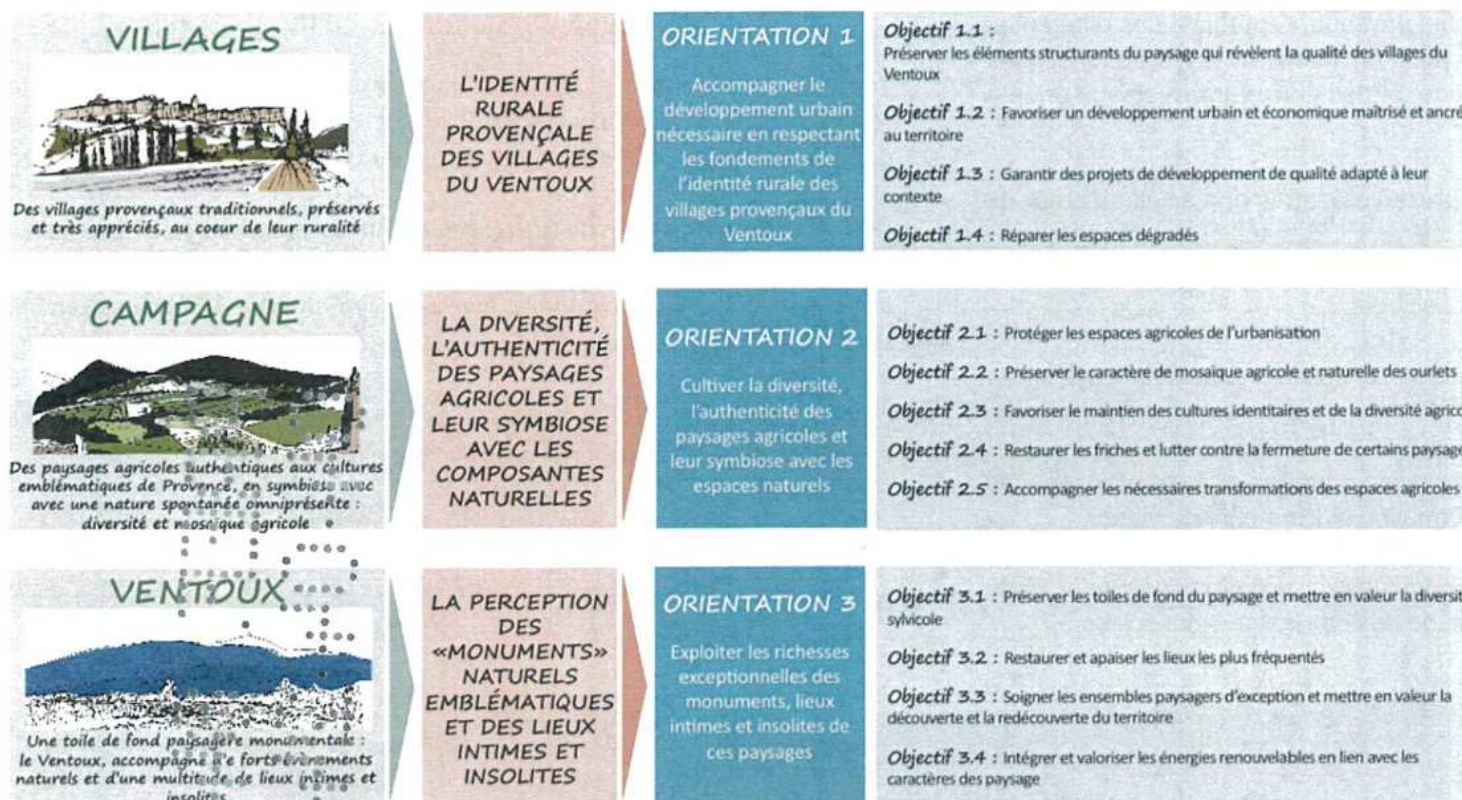 VILLAGES
Des villages provençaux traditionnels, préservés
et très appréciés, au coeur de leur ruralité
L'IDENTITÉ
RURALE
PROVENÇALE
DES VILLAGES
DU VENTOUX
ORIENTATION 1
Accompagner le
développement urbain
nécessaire en respectant
les fondements de
l'identité rurale des
villages provençaux du
Ventoux
Objectif 1.1 :
Préserver les éléments structurants du paysage qui révèlent la qualité des villages du
Ventoux
Objectif 1.2 : Favoriser un développement urbain et économique maîtrisé et ancré
au territoire
Objectif 1.3 : Garantir des projets de développement de qualité adapté à leur
contexte
Objectif 1.4 : Réparer les espaces dégradés
CAMPAGNE
Des paysages agricoles authentiques aux cultures
emblématiques de Provence, en symbiose avec
avec une nature spontanée omniprésente :
diversité et mosaïque agricole
LA DIVERSITÉ,
L'AUTHENTICITÉ
DES PAYSAGES
AGRICOLES ET
LEUR SYMBIOSE
AVEC LES
COMPOSANTES
NATURELLES
ORIENTATION 2
Cultiver la diversité,
l'authenticité des
paysages agricoles et
leur symbiose avec les
espaces naturels
Objectif 2.1 : Protéger les espaces agricoles de l'urbanisation
Objectif 2.2 : Préserver le caractère de mosaïque agricole et naturelle des ourlets
Objectif 2.3 : Favoriser le maintien des cultures identitaires et de la diversité agrico
Objectif 2.4 : Restaurer les friches et lutter contre la fermeture de certains paysage
Objectif 2.5 : Accompagner les nécessaires transformations des espaces agricoles
VENTOUX
Une toile de fond paysagère monumentale :
le Ventoux, accompagné de forts évènements
naturels et d'une multitude de lieux intimes et
insolites
LA PERCEPTION
DES
«MONUMENTS»
NATURELS
EMBLÉMATIQUES
ET DES LIEUX
INTIMES ET
INSOLITES
ORIENTATION 3
Exploiter les richesses
exceptionnelles des
monuments, lieux
intimes et insolites de
ces paysages
Objectif 3.1 : Préserver les toiles de fond du paysage et mettre en valeur la diversit
sylvicole
Objectif 3.2 : Restaurer et apaiser les lieux les plus fréquentés
Objectif 3.3 : Soigner les ensembles paysagers d'exception et mettre en valeur la
découverte et la redécouverte du territoire
Objectif 3.4 : Intégrer et valoriser les énergies renouvelables en lien avec les
caractères des paysage